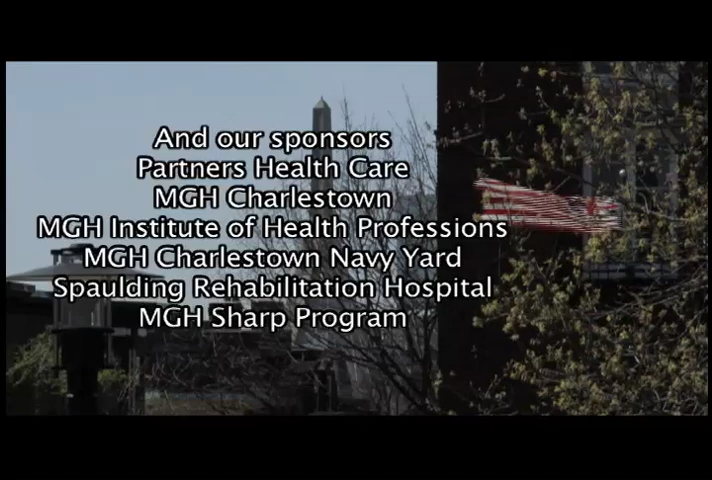 And our sponsors
Partners Health Care
MGH Charlestown
MGH Institute of Health Professions
MGH Charlestown Navy Yard
Spaulding Rehabilitation Hospital
MGH Sharp Program